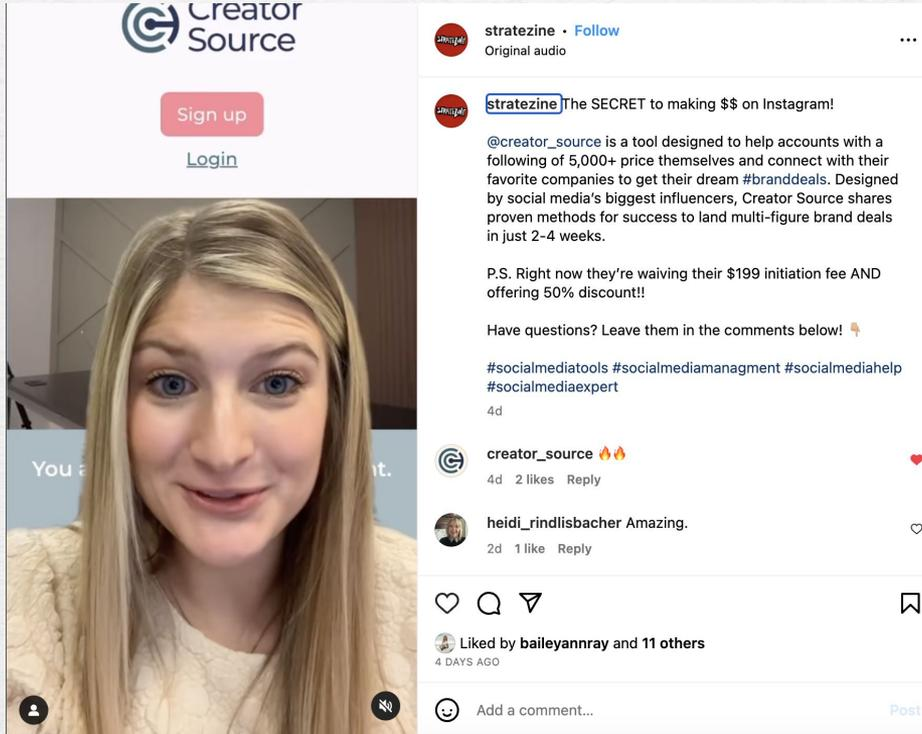 Creator
Source
Sign up
Login
You a
nt.
stratezine • Follow
Original audio
stratezine The SECRET to making $$ on Instagram!
@creator_source is a tool designed to help accounts with a
following of 5,000+ price themselves and connect with their
favorite companies to get their dream #branddeals. Designed
by social media's biggest influencers, Creator Source shares
proven methods for success to land multi-figure brand deals
in just 2-4 weeks.
P.S. Right now they're waiving their $199 initiation fee AND
offering 50% discount!!
Have questions? Leave them in the comments below! 👇🏼
#socialmediatools #socialmediamanagment #socialmediahelp
#socialmediaexpert
4d
creator_source 🔥🔥
4d 2 likes Reply
heidi_rindlisbacher Amazing.
2d 1 like Reply
Liked by baileyannray and 11 others
4 DAYS AGO
Add a comment...
Post